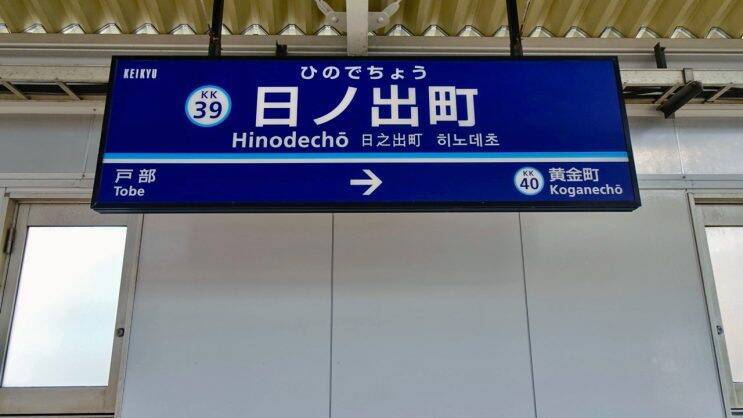 KEIKYU
ひのでちょう
KK
39
日ノ出町
Hinodechō 日之出町 히노데초
戸部
Tobe
→
KK
40
黄金町
Koganechō